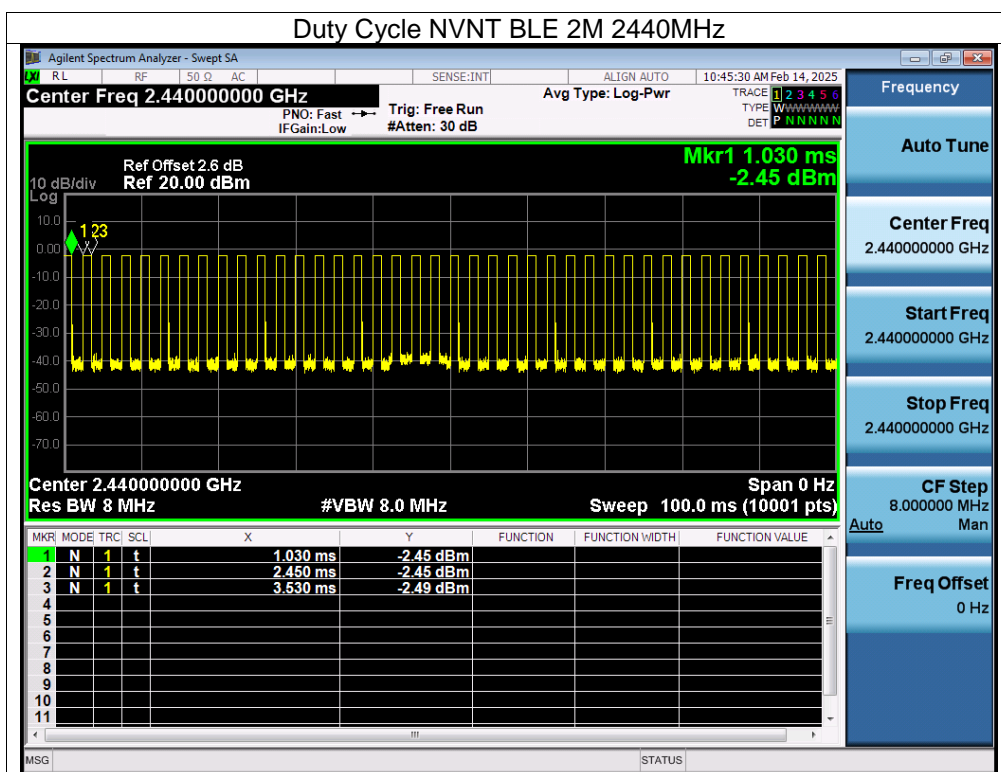 Duty Cycle NVNT BLE 2M 2440MHz
Agilent Spectrum Analyzer - Swept SA
LXI RL RF 50 Ω AC SENSE:INT ALIGN AUTO 10:45:30 AM Feb 14, 2025
Center Freq 2.440000000 GHz Avg Type: Log-Pwr TRACE 1 2 3 4 5 6
PNO: Fast Trig: Free Run TYPE WWWWWW
IFGain:Low #Atten: 30 dB DET P N N N N N
Frequency
Auto Tune
Center Freq
2.440000000 GHz
Start Freq
2.440000000 GHz
Stop Freq
2.440000000 GHz
CF Step
8.000000 MHz
Auto Man
Freq Offset
0 Hz
Mkr1 1.030 ms
-2.45 dBm
Ref Offset 2.6 dB
10 dB/div Ref 20.00 dBm
Log
10.0
1 2 3
0.00
-10.0
-20.0
-30.0
-40.0
-50.0
-60.0
-70.0
Center 2.440000000 GHz Span 0 Hz
Res BW 8 MHz #VBW 8.0 MHz Sweep 100.0 ms (10001 pts)
MKR MODE TRC SCL X Y FUNCTION FUNCTION WIDTH FUNCTION VALUE
1 N 1 t 1.030 ms -2.45 dBm
2 N 1 t 2.450 ms -2.45 dBm
3 N 1 t 3.530 ms -2.49 dBm
4
5
6
7
8
9
10
11
MSG STATUS